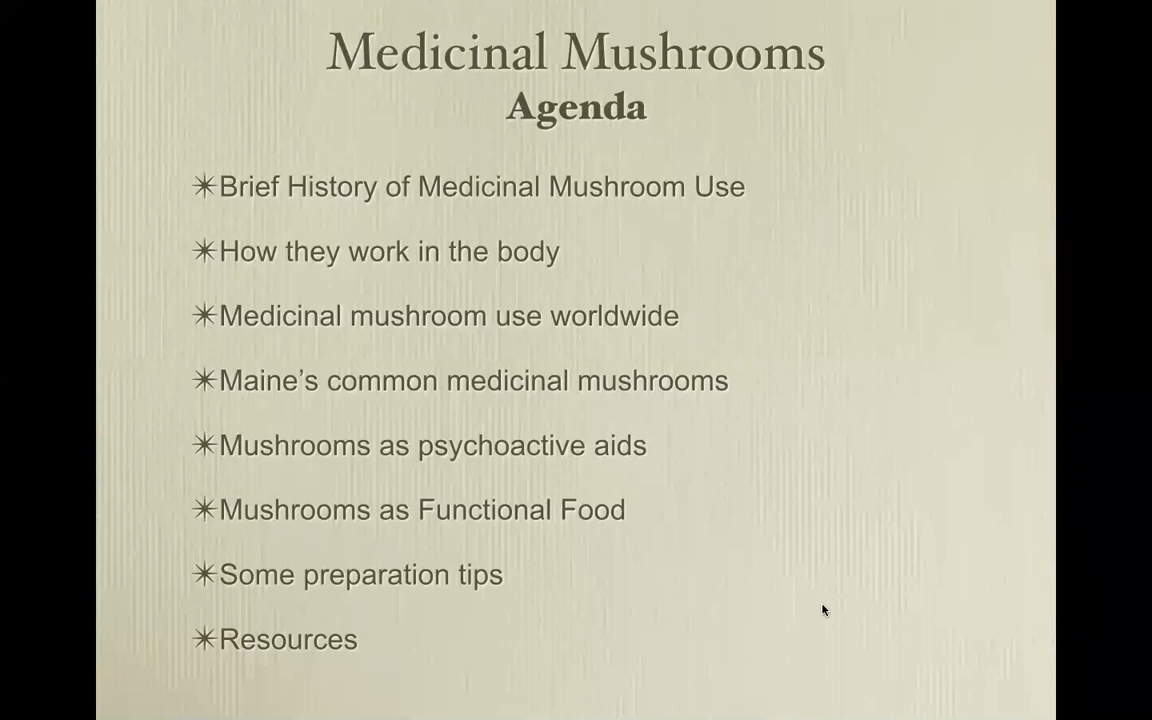 Medicinal Mushrooms
Agenda
✴Brief History of Medicinal Mushroom Use
✴How they work in the body
✴Medicinal mushroom use worldwide
✴Maine’s common medicinal mushrooms
✴Mushrooms as psychoactive aids
✴Mushrooms as Functional Food
✴Some preparation tips
✴Resources